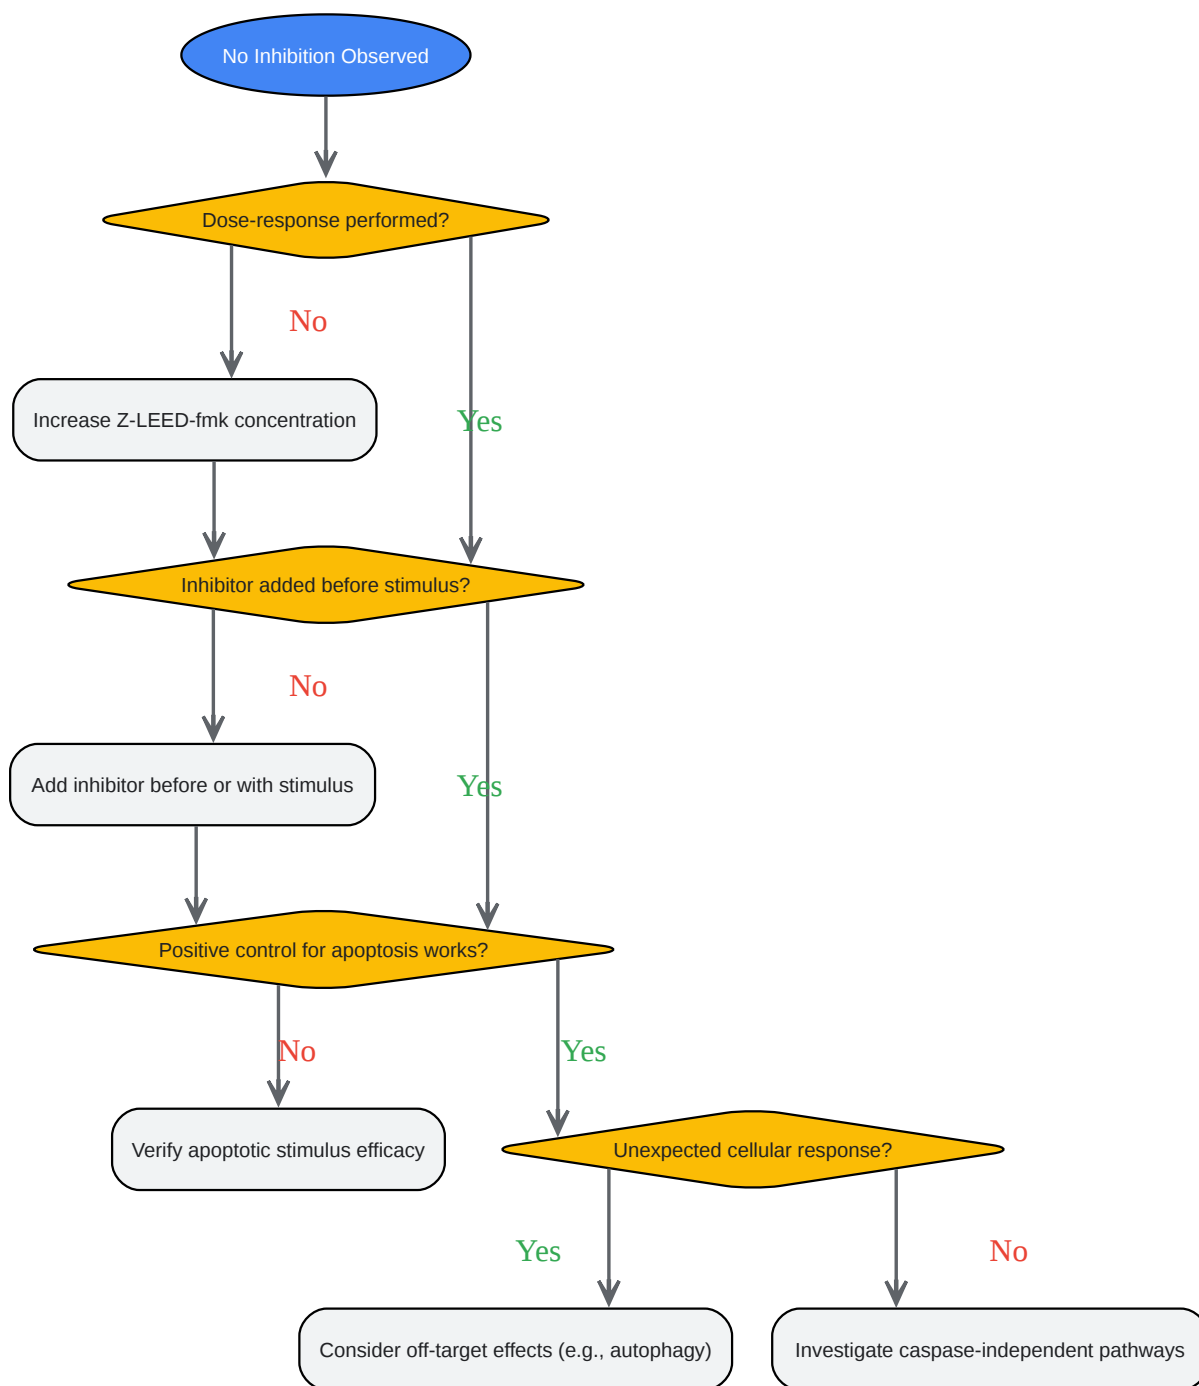 No Inhibition Observed
Dose-response performed?
No
Increase Z-LEED-fmk concentration
Yes
Inhibitor added before stimulus?
No
Add inhibitor before or with stimulus
Yes
Positive control for apoptosis works?
No
Yes
Verify apoptotic stimulus efficacy
Unexpected cellular response?
Yes
No
Consider off-target effects (e.g., autophagy)
Investigate caspase-independent pathways